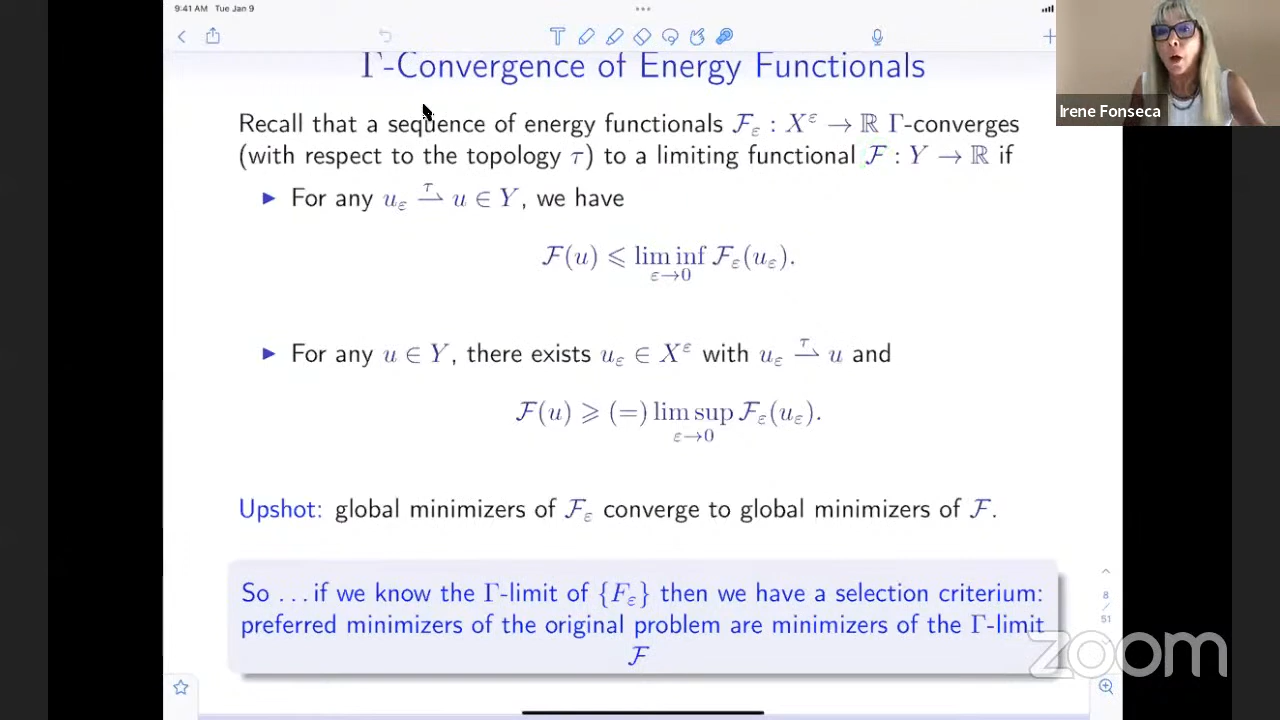 9:41 AM Tue Jan 9
Γ-Convergence of Energy Functionals
Irene Fonseca
Recall that a sequence of energy functionals 𝓕_ε : X^ε → ℝ Γ-converges
(with respect to the topology τ) to a limiting functional 𝓕 : Y → ℝ if
▶ For any u_ε ⇀^τ u ∈ Y, we have
𝓕(u) ⩽ lim inf_{ε→0} 𝓕_ε(u_ε).
▶ For any u ∈ Y, there exists u_ε ∈ X^ε with u_ε ⇀^τ u and
𝓕(u) ⩾ (=) lim sup_{ε→0} 𝓕_ε(u_ε).
Upshot: global minimizers of 𝓕_ε converge to global minimizers of 𝓕.
So ... if we know the Γ-limit of {F_ε} then we have a selection criterium:
preferred minimizers of the original problem are minimizers of the Γ-limit
𝓕
8
/
51
zoom